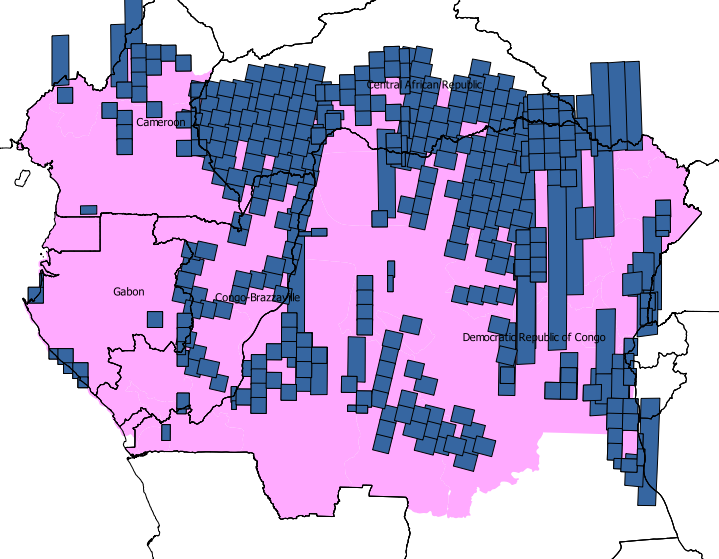 Central African Republic
Cameroon
Gabon
Congo-Brazzaville
Democratic Republic of Congo